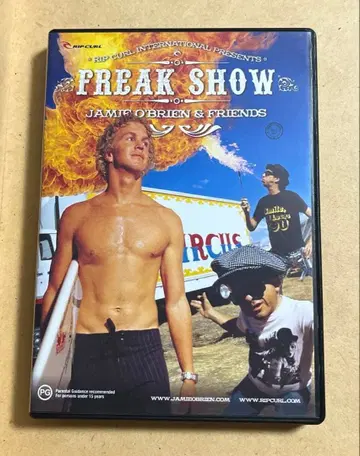 RIP CURL
RIP CURL INTERNATIONAL PRESENTS
FREAK SHOW
JAMIE O'BRIEN & FRIENDS
IRCUS
PG
Parental Guidance recommended
For persons under 15 years
WWW.JAMIEOBRIEN.COM
WWW.RIPCURL.COM